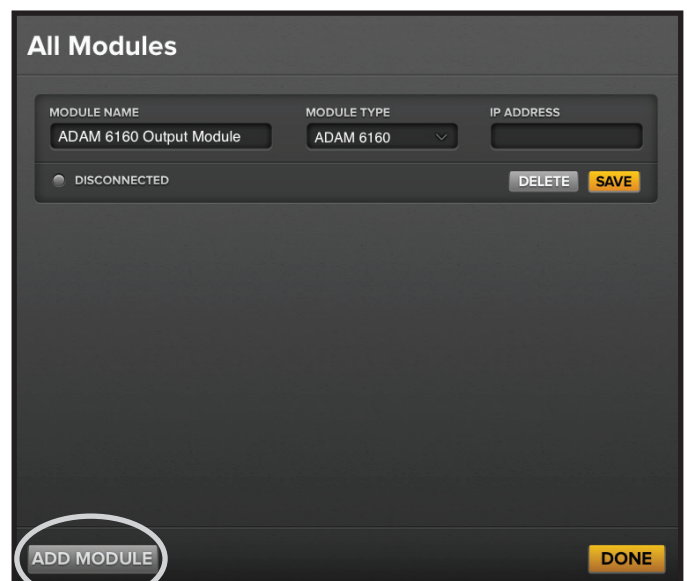 All Modules
MODULE NAME MODULE TYPE IP ADDRESS
ADAM 6160 Output Module ADAM 6160
DISCONNECTED DELETE SAVE
ADD MODULE DONE